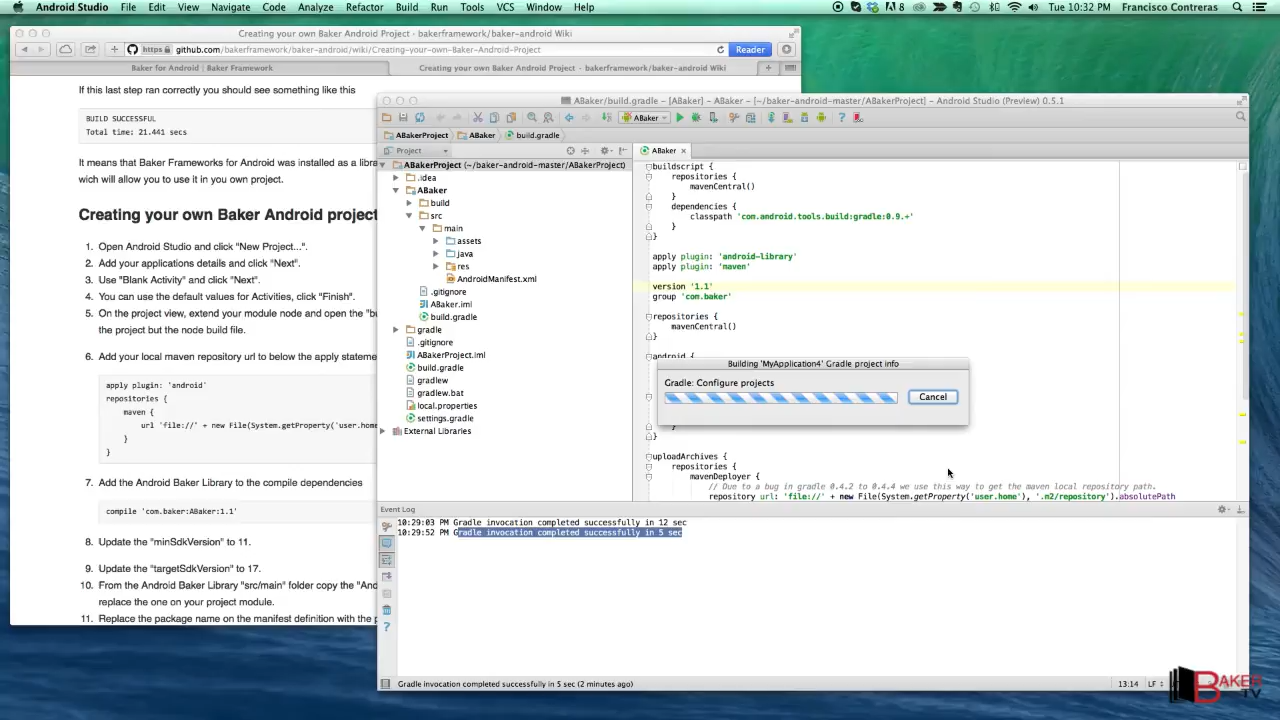 Android Studio File Edit View Navigate Code Analyze Refactor Build Run Tools VCS Window Help
8 Tue 10:32 PM Francisco Contreras
Creating your own Baker Android Project · bakerframework/baker-android Wiki
https github.com/bakerframework/baker-android/wiki/Creating-your-own-Baker-Android-Project
Reader
Baker for Android | Baker Framework
Creating your own Baker Android Project · bakerframework/baker-android Wiki
If this last step ran correctly you should see something like this
BUILD SUCCESSFUL
Total time: 21.441 secs
It means that Baker Frameworks for Android was installed as a libra
wich will allow you to use it in you own project.
Creating your own Baker Android project
1. Open Android Studio and click "New Project...".
2. Add your applications details and click "Next".
3. Use "Blank Activity" and click "Next".
4. You can use the default values for Activities, click "Finish".
5. On the project view, extend your module node and open the "bu
the project but the node build file.
6. Add your local maven repository url to below the apply stateme
apply plugin: 'android'
repositories {
maven {
url 'file://' + new File(System.getProperty('user.home
}
}
7. Add the Android Baker Library to the compile dependencies
compile 'com.baker:ABaker:1.1'
8. Update the "minSdkVersion" to 11.
9. Update the "targetSdkVersion" to 17.
10. From the Android Baker Library "src/main" folder copy the "And
replace the one on your project module.
11. Replace the package name on the manifest definition with the p
ABaker/build.gradle – [ABaker] – ABaker – [~/baker-android-master/ABakerProject] – Android Studio (Preview) 0.5.1
ABaker
ABakerProject ABaker build.gradle
Project
ABakerProject (~/baker-android-master/ABakerProject)
.idea
ABaker
build
src
main
assets
java
res
AndroidManifest.xml
.gitignore
ABaker.iml
build.gradle
gradle
.gitignore
ABakerProject.iml
build.gradle
gradlew
gradlew.bat
local.properties
settings.gradle
External Libraries
ABaker
buildscript {
repositories {
mavenCentral()
}
dependencies {
classpath 'com.android.tools.build:gradle:0.9.+'
}
}
apply plugin: 'android-library'
apply plugin: 'maven'
version '1.1'
group 'com.baker'
repositories {
mavenCentral()
}
android {
}
uploadArchives {
repositories {
mavenDeployer {
// Due to a bug in gradle 0.4.2 to 0.4.4 we use this way to get the maven local repository path.
repository url: 'file://' + new File(System.getProperty('user.home'), '.m2/repository').absolutePath
Building 'MyApplication4' Gradle project info
Gradle: Configure projects
Cancel
Event Log
10:29:03 PM Gradle invocation completed successfully in 12 sec
10:29:52 PM Gradle invocation completed successfully in 5 sec
Gradle invocation completed successfully in 5 sec (2 minutes ago)
13:14 LF
BAKER
TV